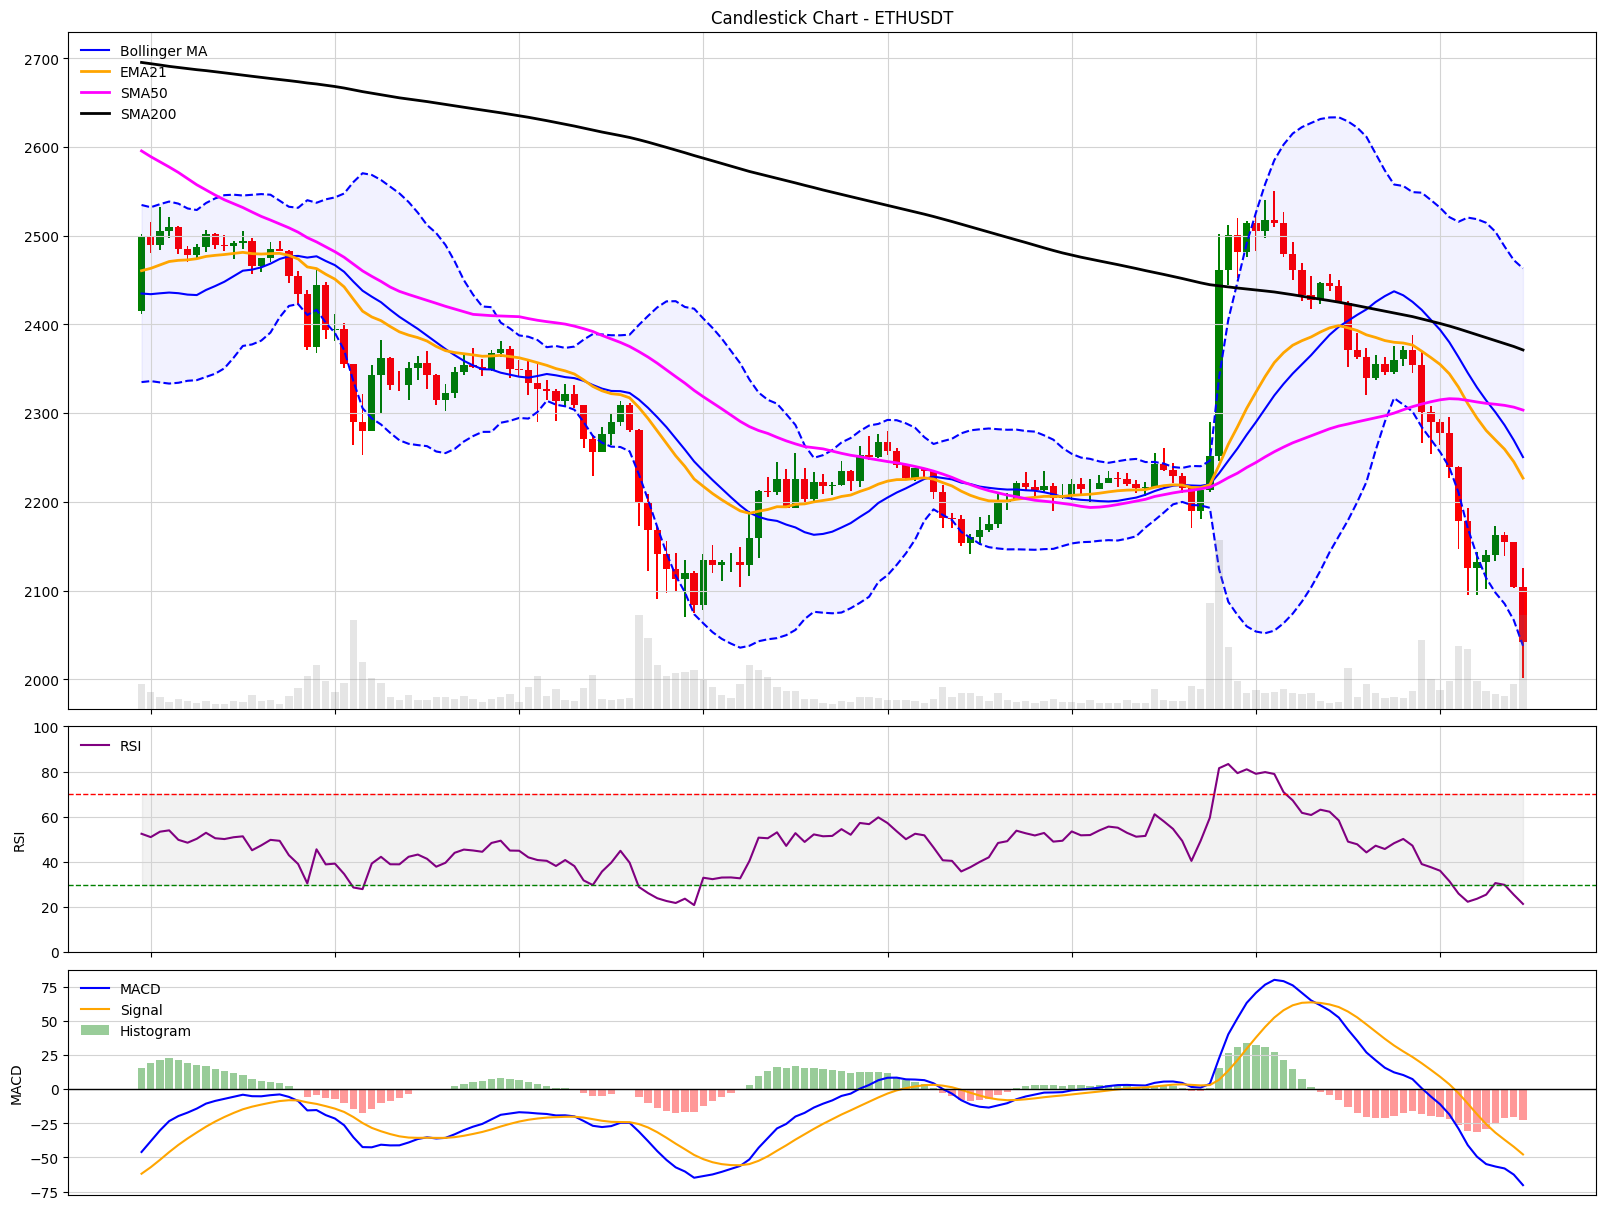 Candlestick Chart - ETHUSDT
Bollinger MA
EMA21
SMA50
SMA200
2700
2600
2500
2400
2300
2200
2100
2000
RSI
100
80
60
40
20
0
RSI
MACD
Signal
Histogram
75
50
25
0
−25
−50
−75
MACD